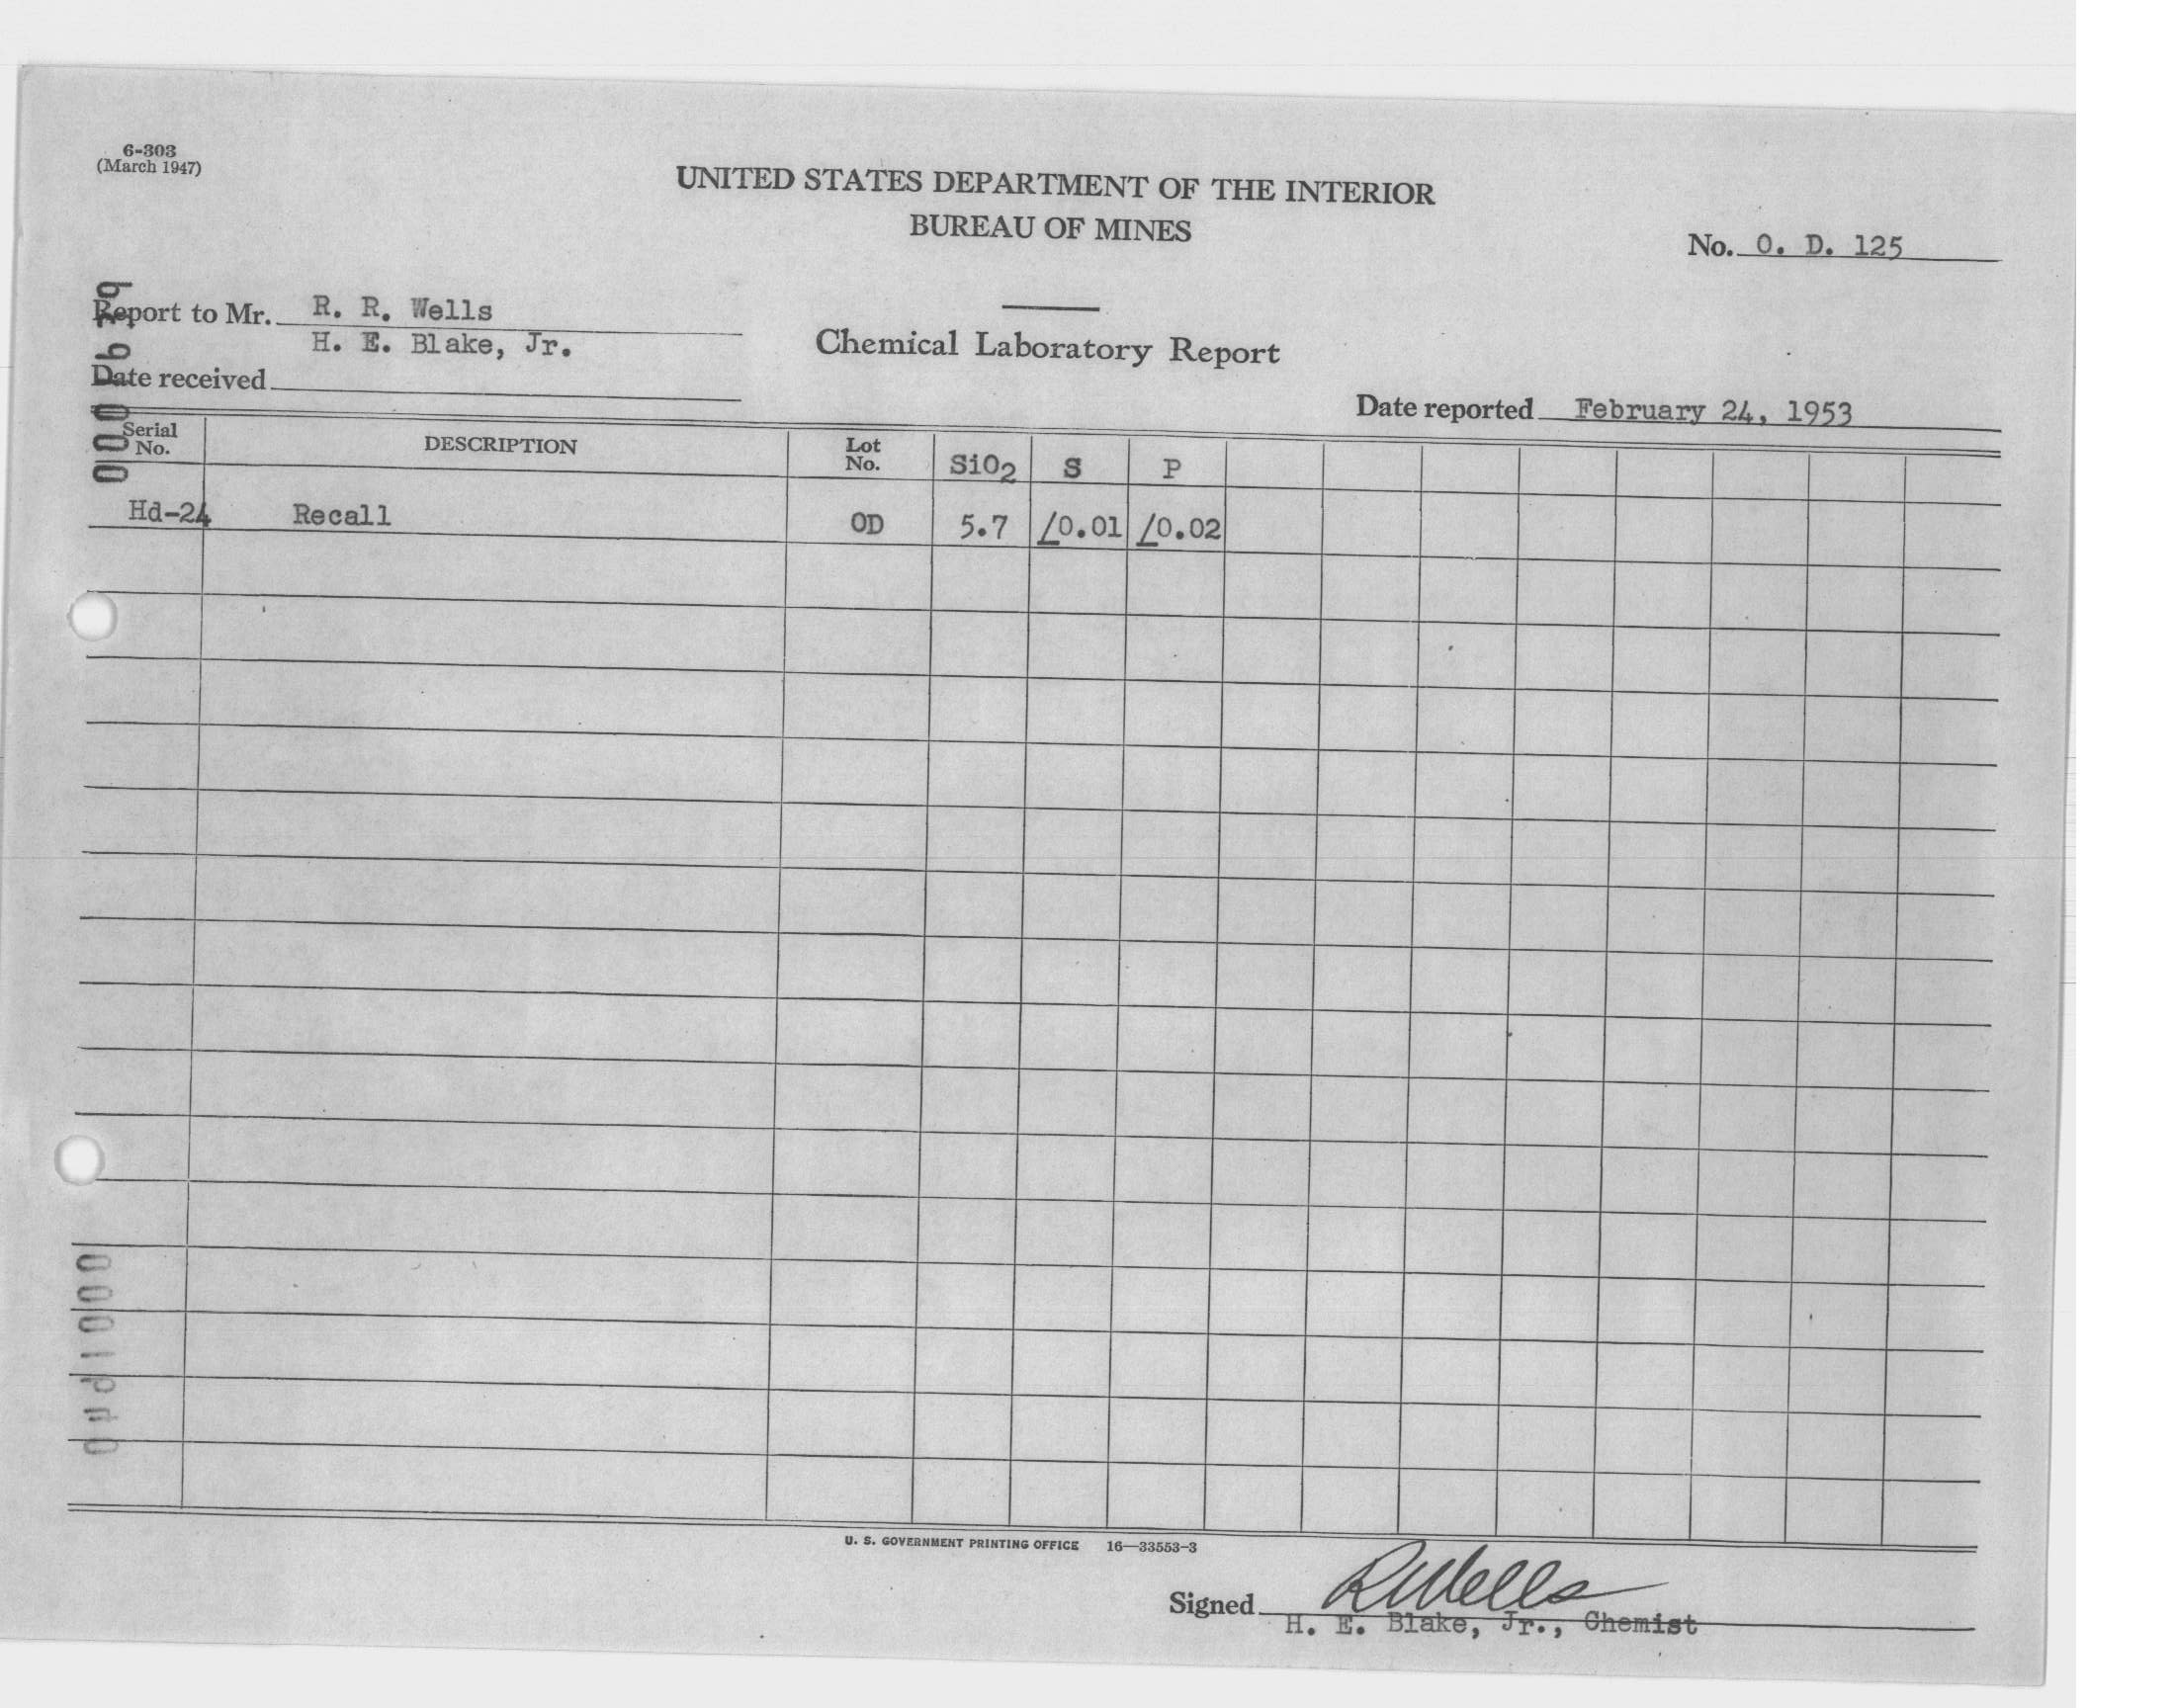 6-303
(March 1947)
UNITED STATES DEPARTMENT OF THE INTERIOR
BUREAU OF MINES
No. O. D. 125
Report to Mr. R. R. Wells
H. E. Blake, Jr.
Chemical Laboratory Report
Date received
Date reported February 24, 1953
Serial No. DESCRIPTION Lot No. SiO2 S P
Hd-24 Recall OD 5.7 /0.01 /0.02
U. S. GOVERNMENT PRINTING OFFICE 16—33553-3
Signed RWells
H. E. Blake, Jr., Chemist